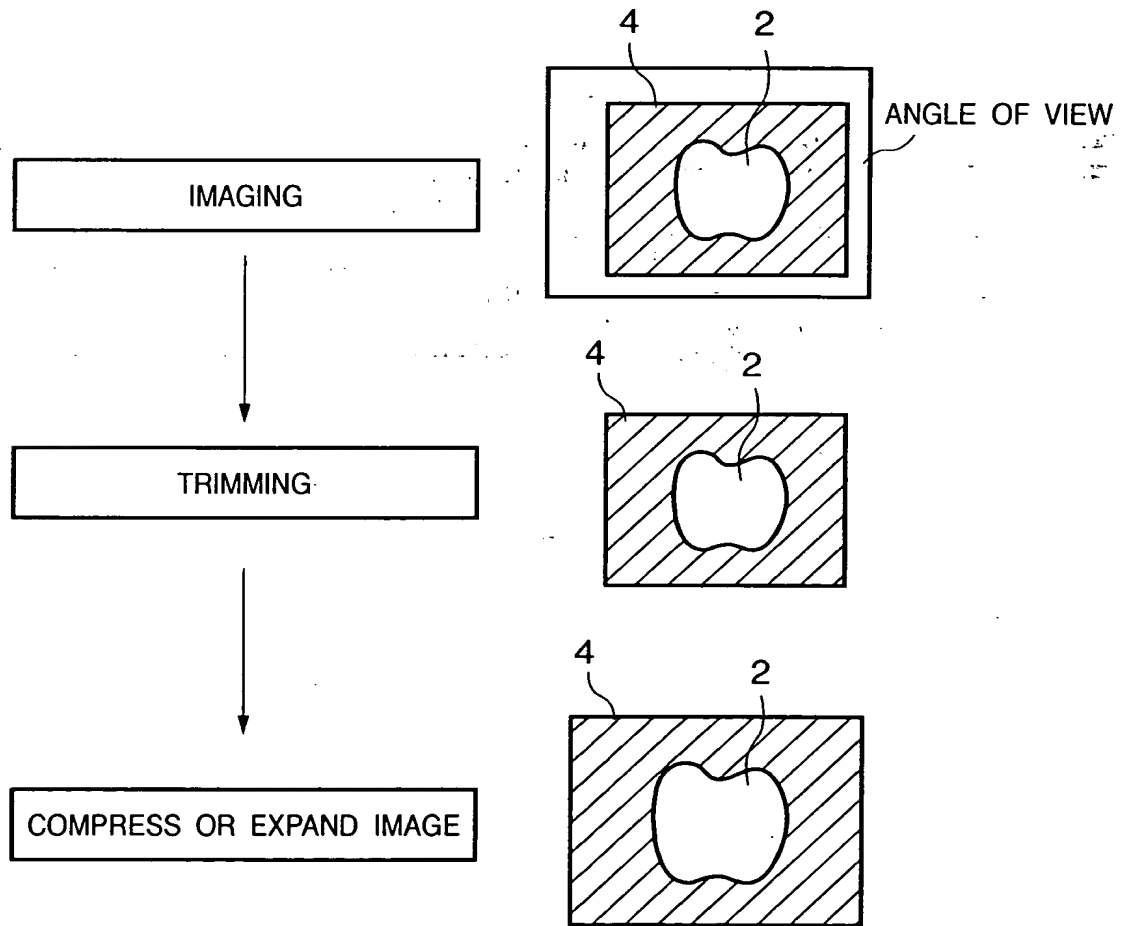 4 2
ANGLE OF VIEW
IMAGING
4 2
TRIMMING
4 2
COMPRESS OR EXPAND IMAGE